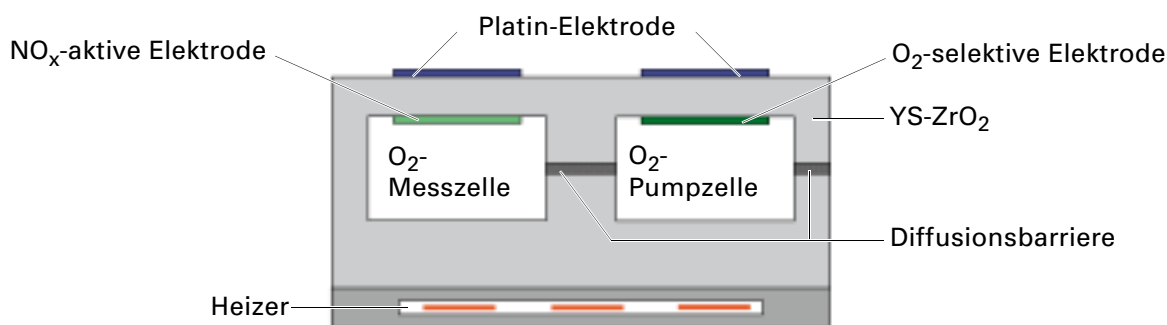 Platin-Elektrode
NOₓ-aktive Elektrode
O₂-selektive Elektrode
YS-ZrO₂
O₂-
Messzelle
O₂-
Pumpzelle
Diffusionsbarriere
Heizer